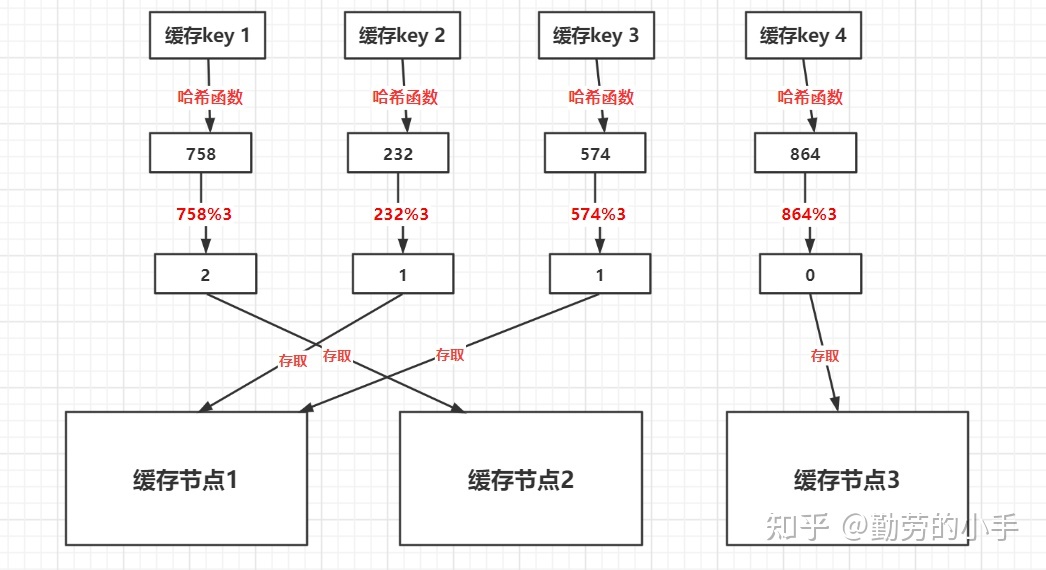 缓存key 1
缓存key 2
缓存key 3
缓存key 4
哈希函数
哈希函数
哈希函数
哈希函数
758
232
574
864
758%3
232%3
574%3
864%3
2
1
1
0
存取
存取
存取
存取
缓存节点1
缓存节点2
缓存节点3
知乎 @勤劳的小手